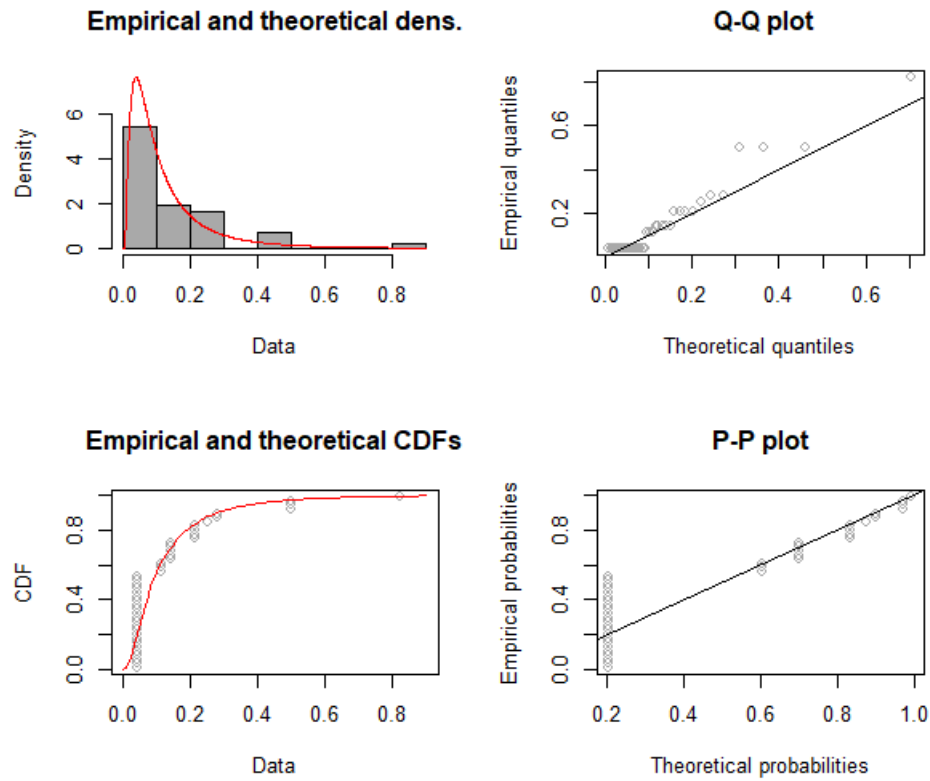 Empirical and theoretical dens.
Density
0 2 4 6
0.0 0.2 0.4 0.6 0.8
Data
Q-Q plot
Empirical quantiles
0.2 0.6
0.0 0.2 0.4 0.6
Theoretical quantiles
Empirical and theoretical CDFs
CDF
0.0 0.4 0.8
0.0 0.2 0.4 0.6 0.8
Data
P-P plot
Empirical probabilities
0.0 0.4 0.8
0.2 0.4 0.6 0.8 1.0
Theoretical probabilities